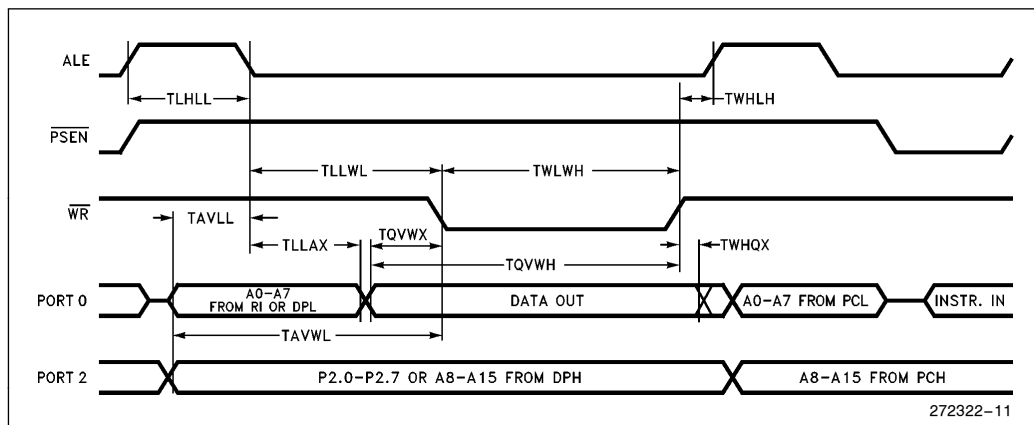 ALE
TLHLL
TWHLH
PSEN
TLLWL
TWLWH
WR
TAVLL
TLLAX
TQVWX
TWHQX
TQVWH
PORT 0
A0-A7
FROM RI OR DPL
DATA OUT
A0-A7 FROM PCL
INSTR. IN
TAVWL
PORT 2
P2.0-P2.7 OR A8-A15 FROM DPH
A8-A15 FROM PCH
272322-11